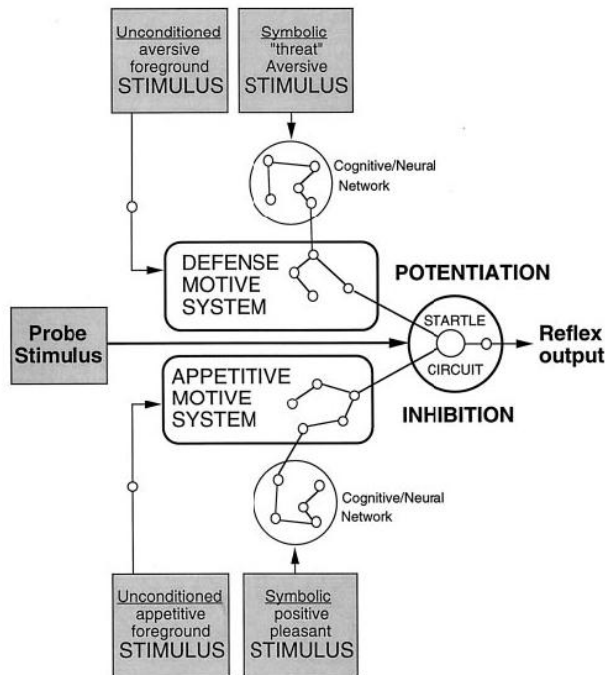 Unconditioned
aversive
foreground
STIMULUS
Symbolic
"threat"
Aversive
STIMULUS
Cognitive/Neural
Network
DEFENSE
MOTIVE
SYSTEM
POTENTIATION
Probe
Stimulus
STARTLE
CIRCUIT
Reflex
output
APPETITIVE
MOTIVE
SYSTEM
INHIBITION
Cognitive/Neural
Network
Unconditioned
appetitive
foreground
STIMULUS
Symbolic
positive
pleasant
STIMULUS